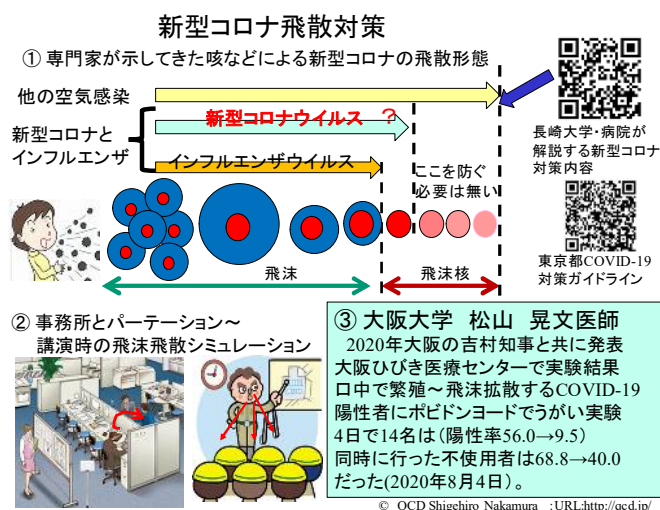 新型コロナ飛散対策
① 専門家が示してきた咳などによる新型コロナの飛散形態
他の空気感染
新型コロナウイルス ?
新型コロナと
インフルエンザ
インフルエンザウイルス
ここを防ぐ
必要は無い
飛沫
飛沫核
長崎大学・病院が
解説する新型コロナ
対策内容
東京都COVID-19
対策ガイドライン
② 事務所とパーテーション~
講演時の飛沫飛散シミュレーション
③ 大阪大学 松山 晃文医師
2020年大阪の吉村知事と共に発表
大阪ひびき医療センターで実験結果
口中で繁殖~飛沫拡散するCOVID-19
陽性者にポビドンヨードでうがい実験
4日で14名は(陽性率56.0→9.5)
同時に行った不使用者は68.8→40.0
だった(2020年8月4日)。
© QCD Shigehiro Nakamura :URL:http://qcd.jp/